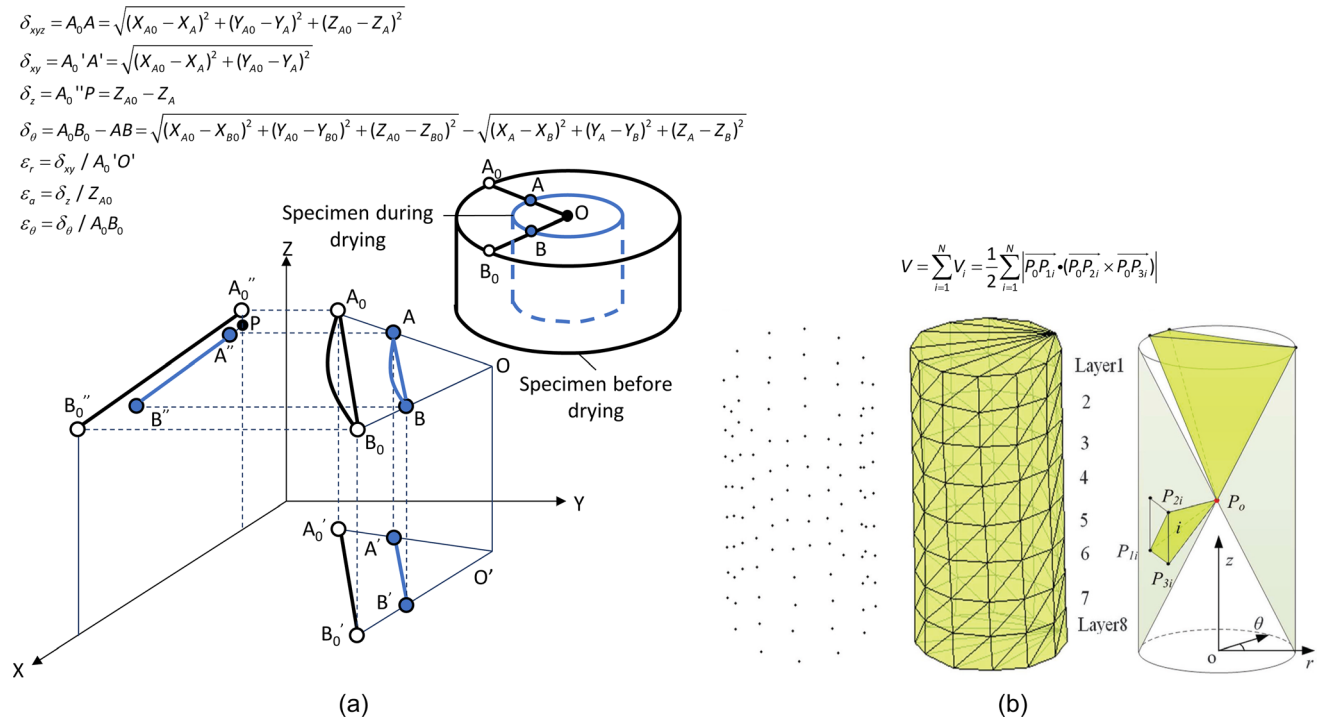 δxyz = A0A = √(XA0 − XA)² + (YA0 − YA)² + (ZA0 − ZA)²
δxy = A0'A' = √(XA0 − XA)² + (YA0 − YA)²
δz = A0''P = ZA0 − ZA
δθ = A0B0 − AB = √(XA0 − XB0)² + (YA0 − YB0)² + (ZA0 − ZB0)² − √(XA − XB)² + (YA − YB)² + (ZA − ZB)²
εr = δxy / A0'O'
εa = δz / ZA0
εθ = δθ / A0B0
A0
A
O
B
B0
Specimen during
drying
Specimen before
drying
Z
A0''
P
A''
B0''
B''
A0
A
O
B
B0
Y
A0'
A'
O'
B'
B0'
X
(a)
V = ∑i=1N Vi = 1/2 ∑i=1N |P0P1i•(P0P2i × P0P3i)|
Layer1
2
3
4
5
6
7
Layer8
P2i
Po
i
P1i
P3i
z
θ
o
r
(b)